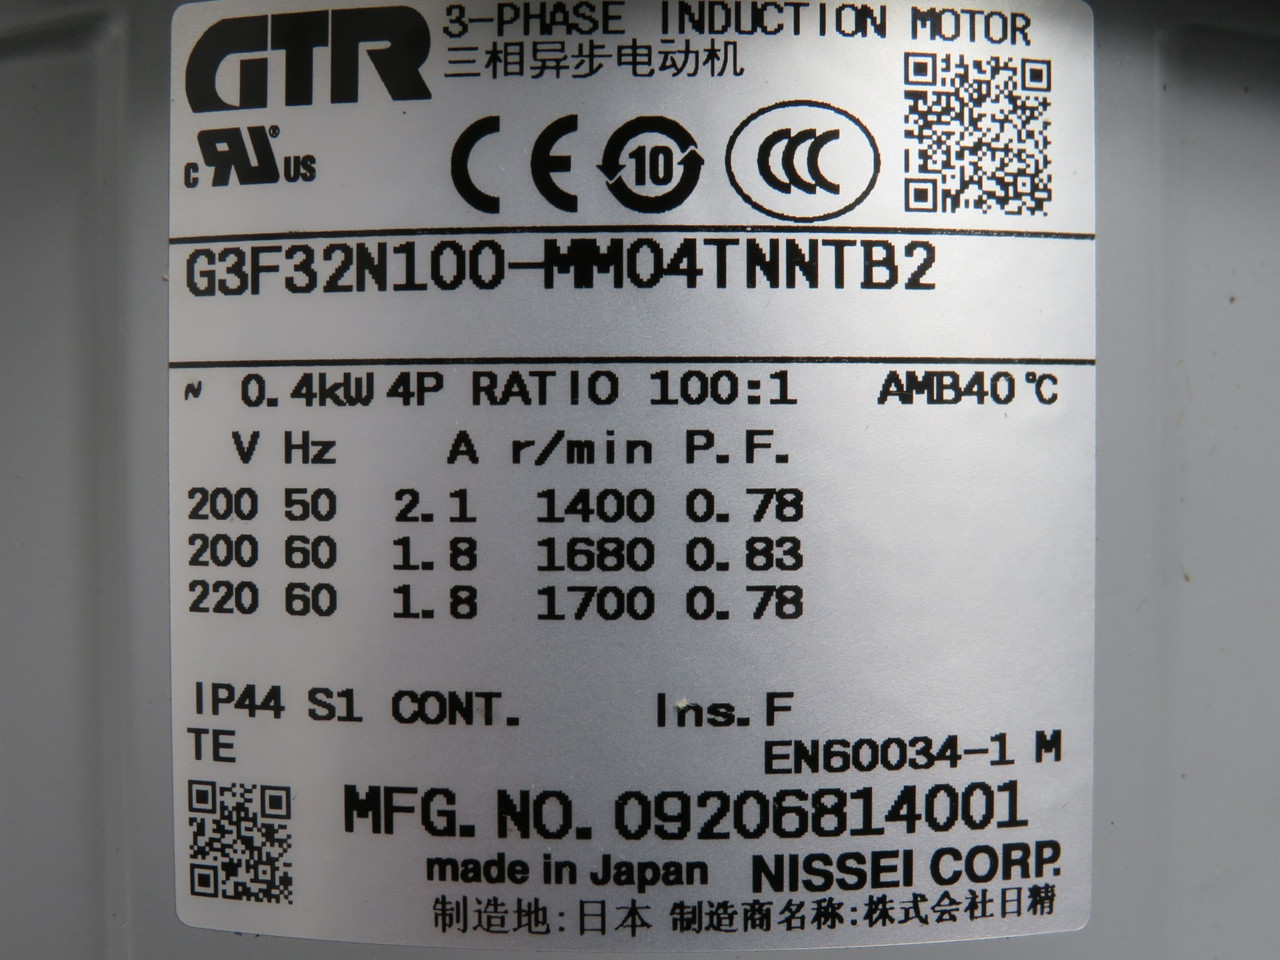 GTR 3-PHASE INDUCTION MOTOR
三相异步电动机
c RU® US CE 10 CCC
G3F32N100-MM04TNNTB2
~ 0.4kW 4P RATIO 100:1 AMB40℃
V Hz A r/min P.F.
200 50 2.1 1400 0.78
200 60 1.8 1680 0.83
220 60 1.8 1700 0.78
IP44 S1 CONT. Ins.F
TE
EN60034-1 M
MFG.NO.09206814001
made in Japan NISSEI CORP.
制造地:日本 制造商名称:株式会社日精